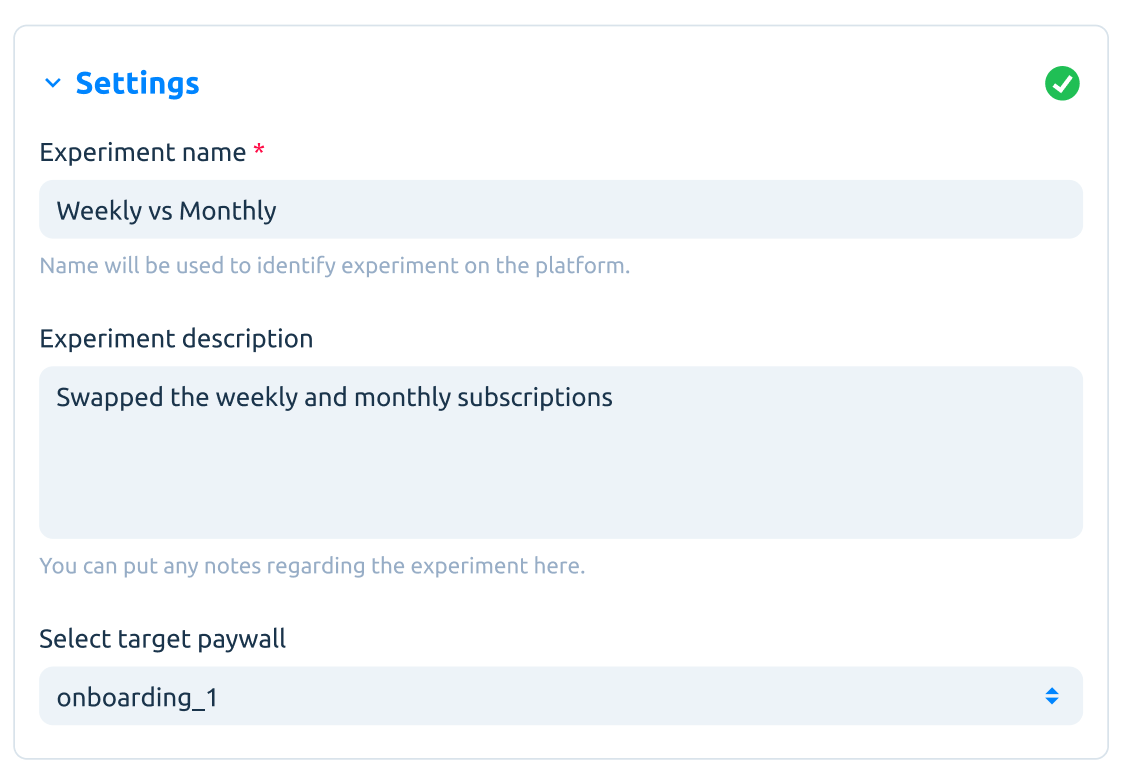 Settings
Experiment name *
Weekly vs Monthly
Name will be used to identify experiment on the platform.
Experiment description
Swapped the weekly and monthly subscriptions
You can put any notes regarding the experiment here.
Select target paywall
onboarding_1